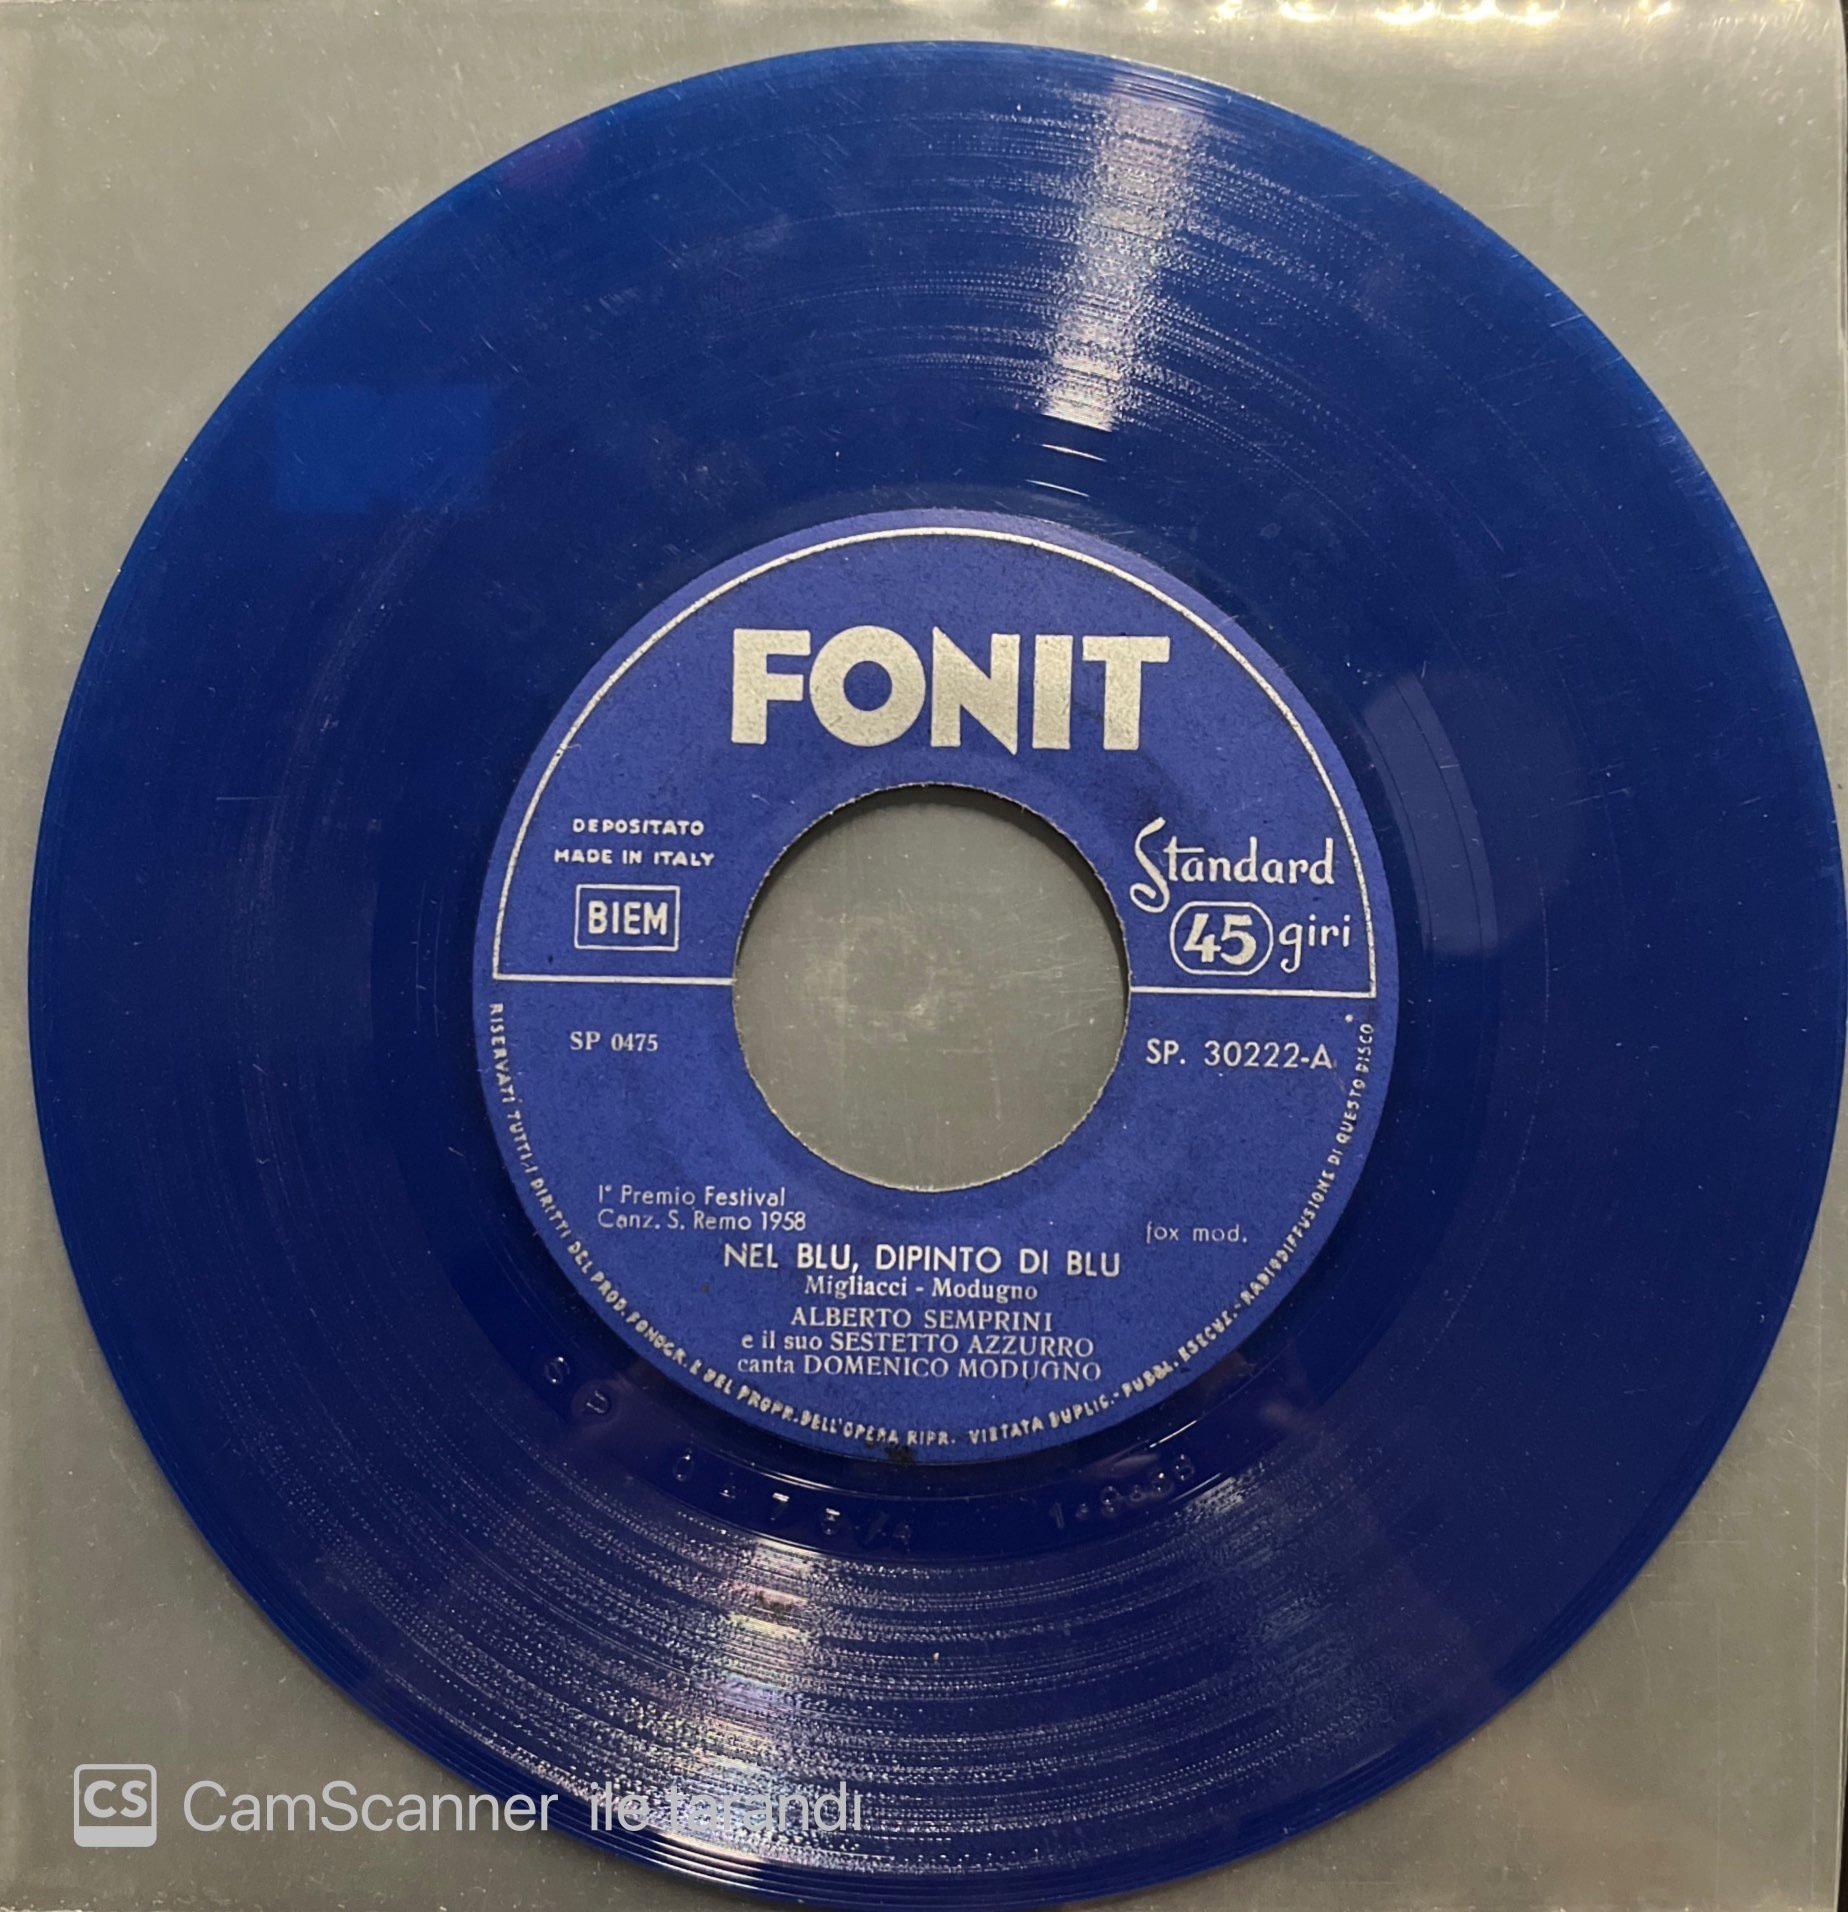 FONIT
DEPOSITATO
MADE IN ITALY
BIEM
Standard
45 giri
SP 0475
SP. 30222-A
1° Premio Festival
Canz. S. Remo 1958
fox mod.
NEL BLU, DIPINTO DI BLU
Migliacci - Modugno
ALBERTO SEMPRINI
e il suo SESTETTO AZZURRO
canta DOMENICO MODUGNO
RISERVATI TUTTI I DIRITTI DEL PROD. FONOGR. E DEL PROPR. DELL'OPERA RIPR. VIETATA DUPLIC. - PUBBL. ESECUZ. - RADIODIFFUSIONE DI QUESTO DISCO
CS CamScanner ile tarandı